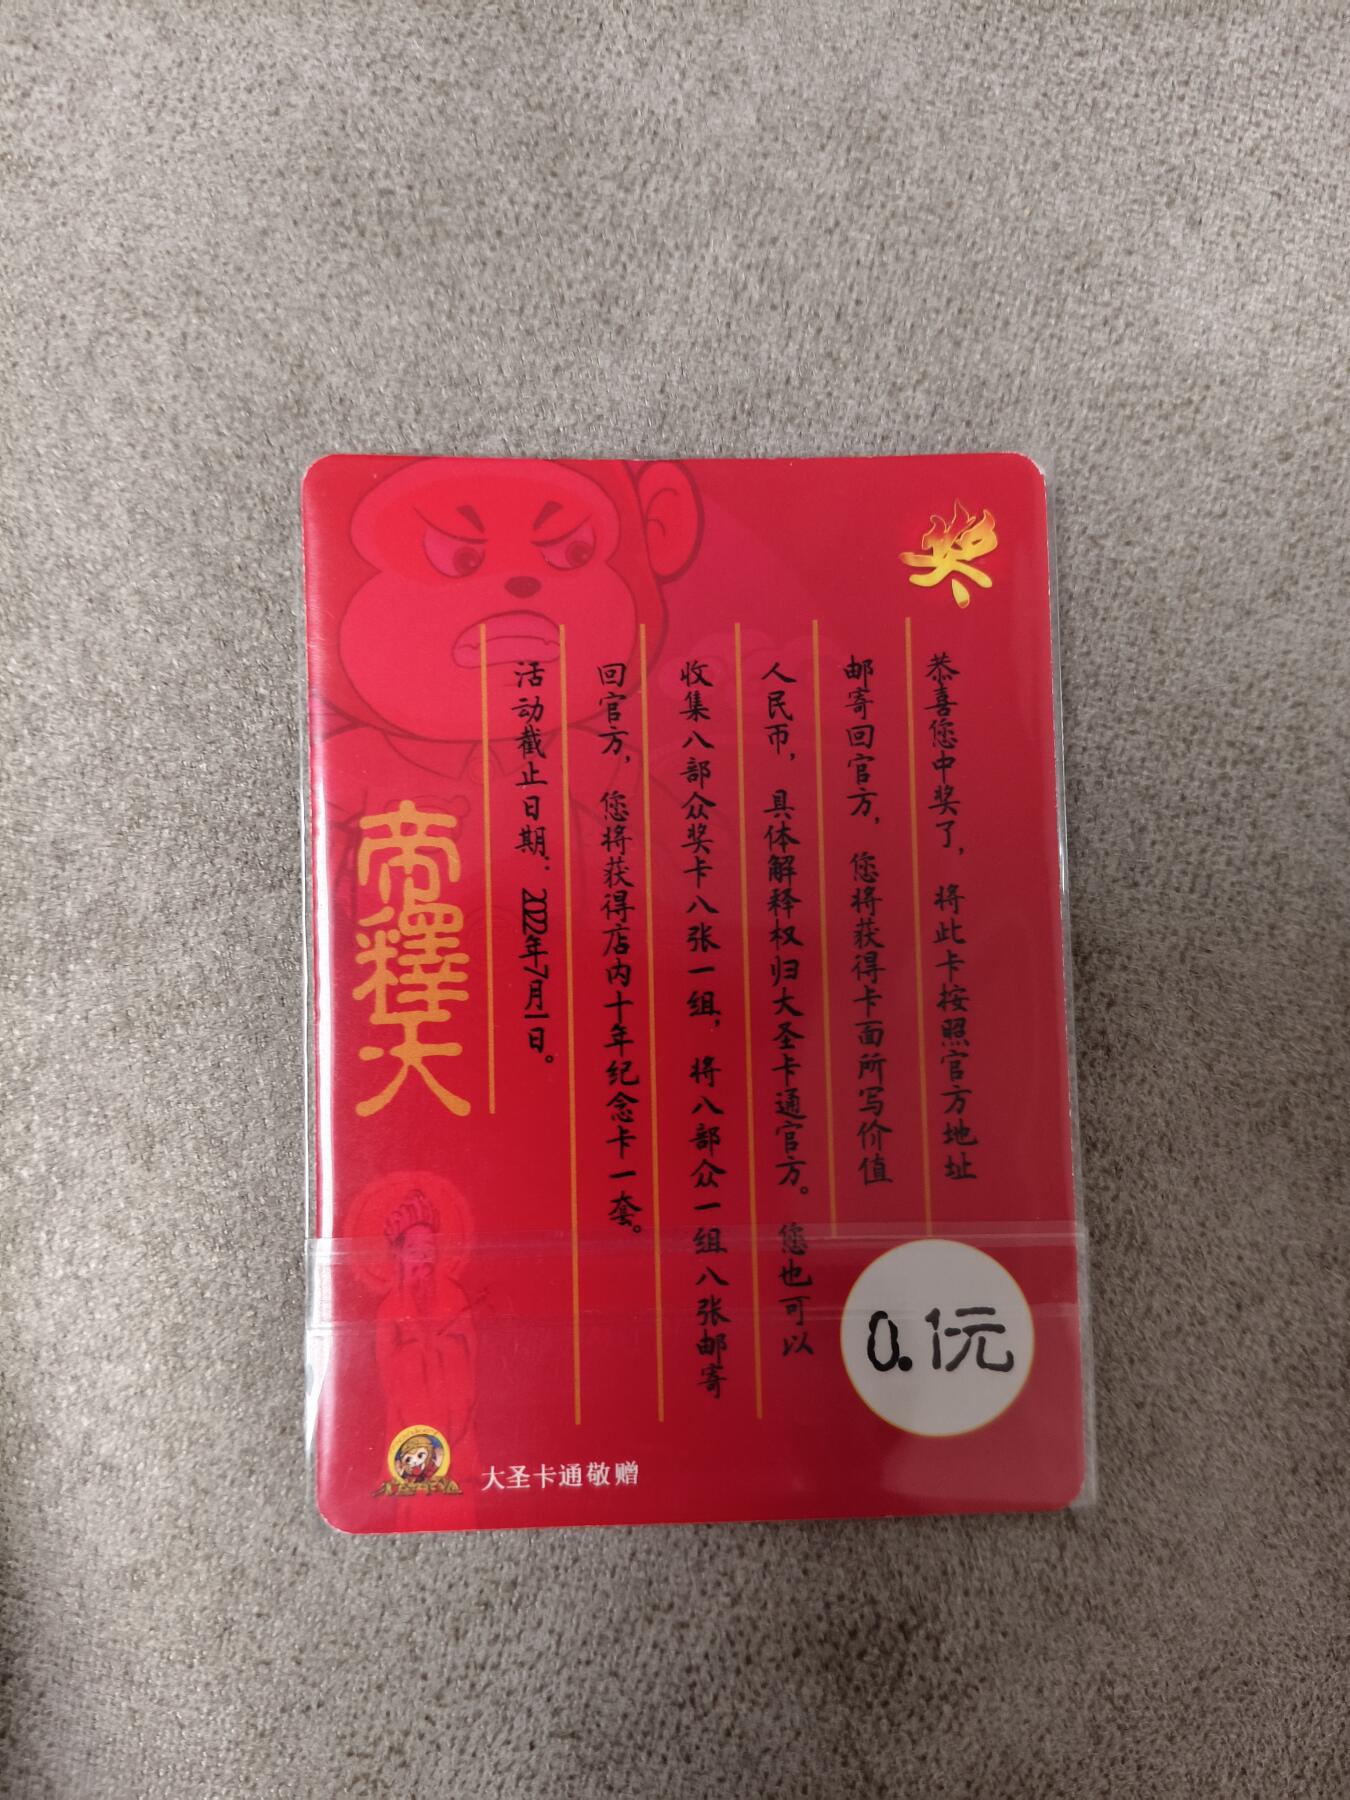 奖
恭喜您中奖了，将此卡按照官方地址
邮寄回官方，您将获得卡面所写价值
人民币，具体解释权归大圣卡通官方。您也可以
收集八部众奖卡八张一组，将八部众一组八张邮寄
回官方，您将获得店内十年纪念卡一套。
活动截止日期：2022年7月1日。
帝釋天
0.1元
大圣卡通敬赠